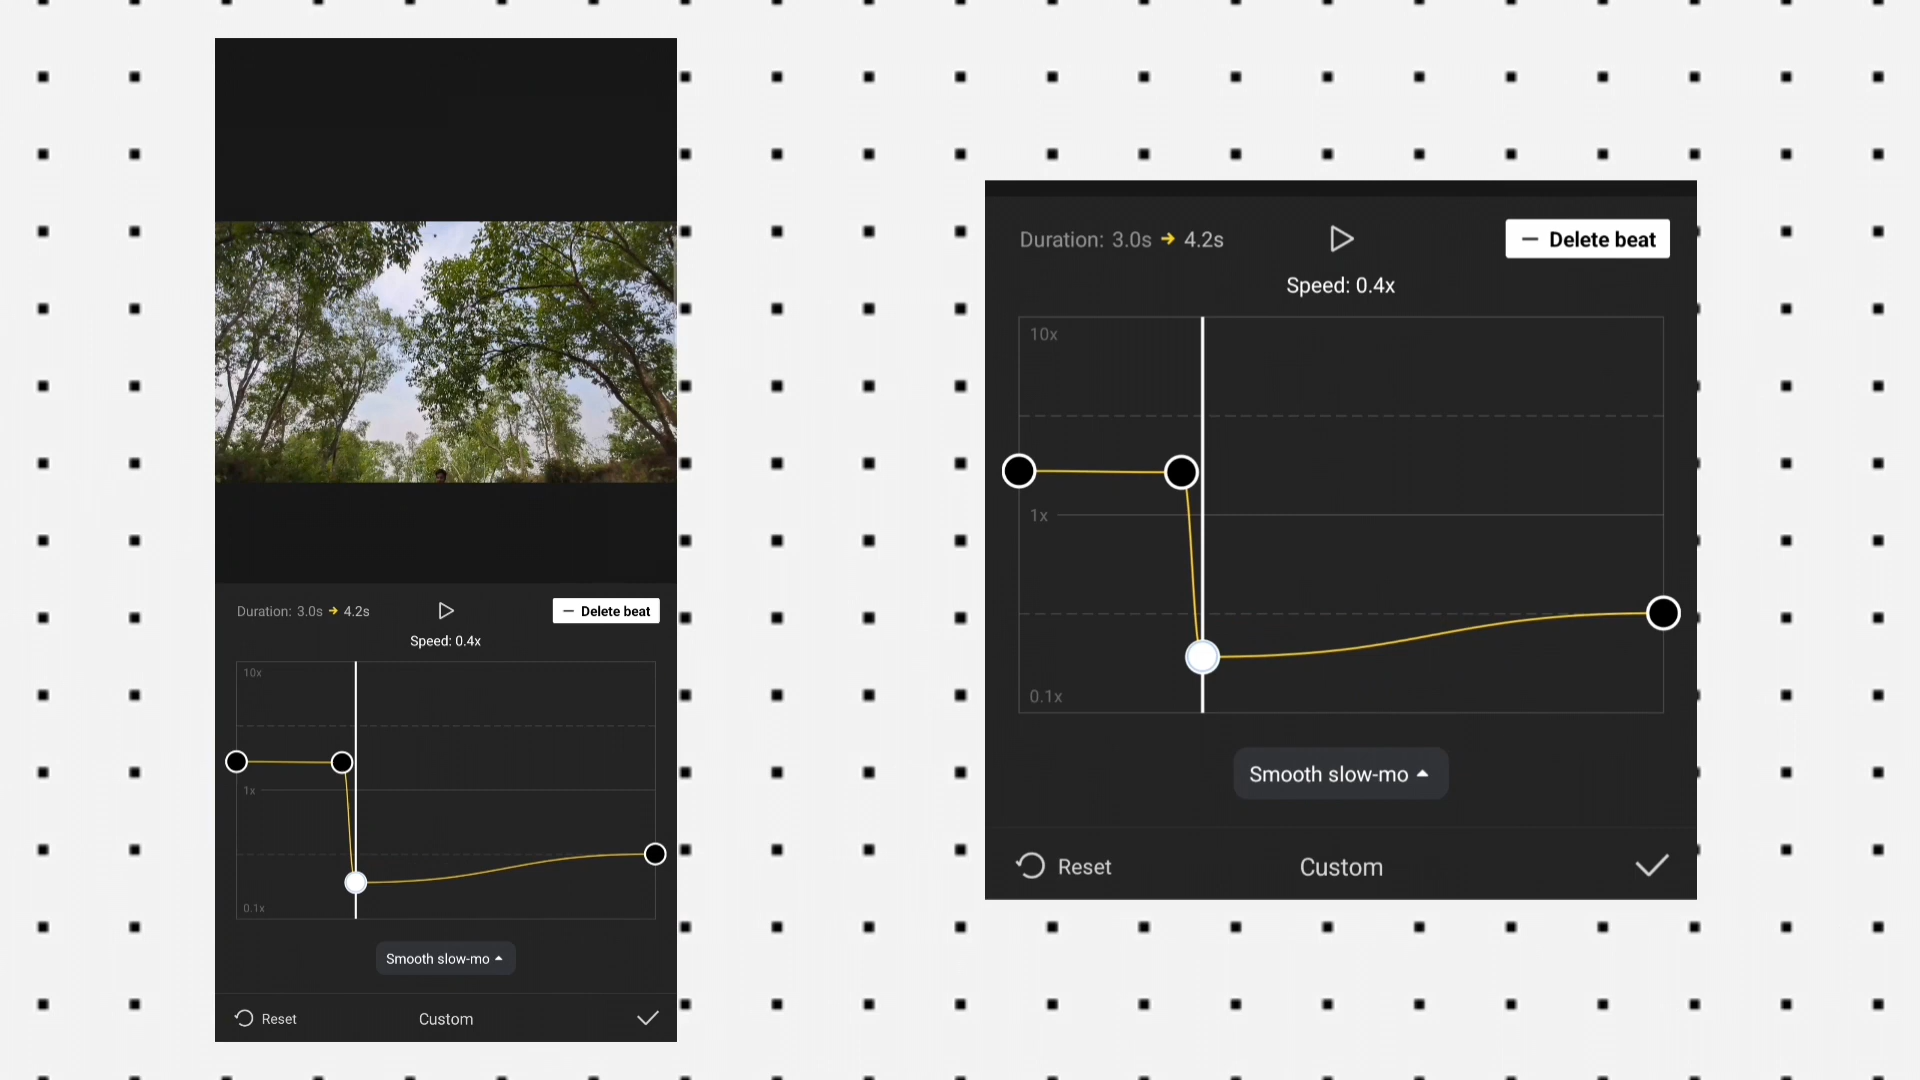 Duration: 3.0s → 4.2s
Delete beat
Speed: 0.4x
10x
1x
0.1x
Smooth slow-mo
Reset
Custom
Duration: 3.0s → 4.2s
Delete beat
Speed: 0.4x
10x
1x
0.1x
Smooth slow-mo
Reset
Custom